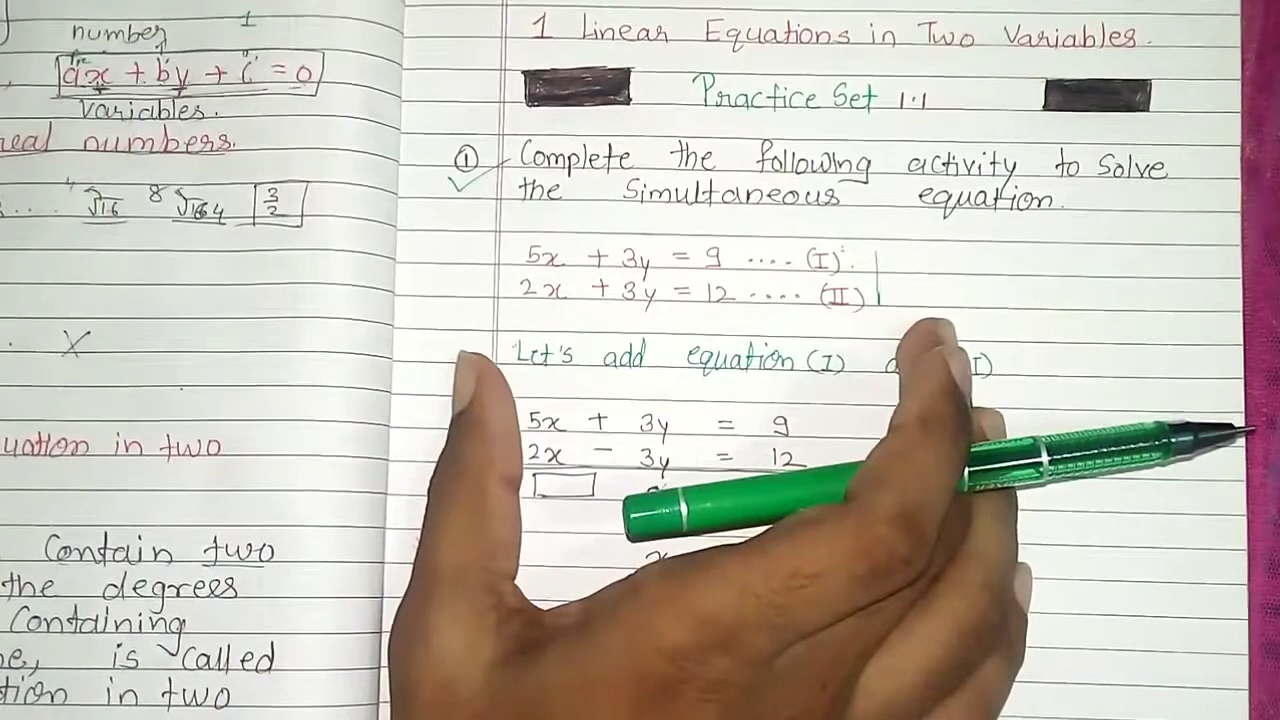 number
ax + by + c = 0
variables.
real numbers.
.... 4√16 8√164 3/2
X
uation in two
Contain two
the degrees
Containing
is called
tion in two
1 Linear Equations in Two Variables.
Practice Set 1.1
① Complete the following activity to Solve
the Simultaneous equation.
5x + 3y = 9 .... (I).
2x + 3y = 12 .... (II)
Let's add equation (I)
5x + 3y = 9
2x - 3y = 12
x